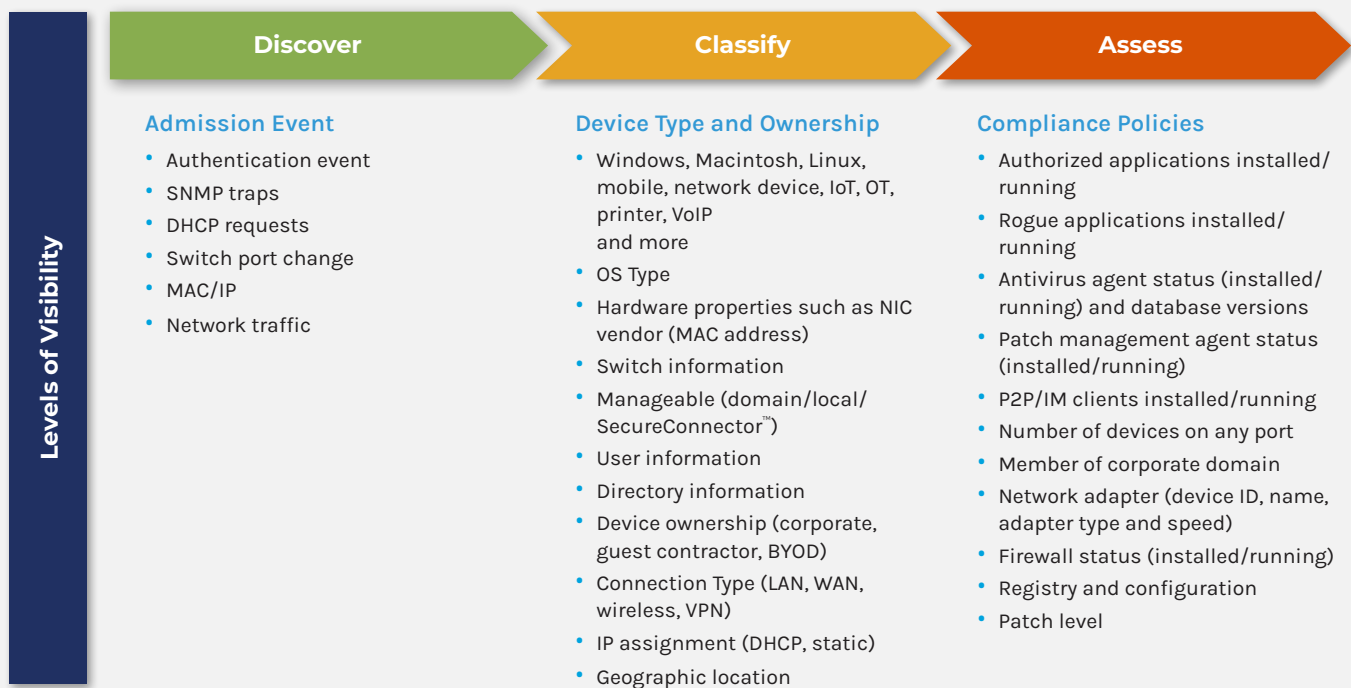 Levels of Visibility
Discover
Classify
Assess
Admission Event
• Authentication event
• SNMP traps
• DHCP requests
• Switch port change
• MAC/IP
• Network traffic
Device Type and Ownership
• Windows, Macintosh, Linux,
mobile, network device, IoT, OT,
printer, VoIP
and more
• OS Type
• Hardware properties such as NIC
vendor (MAC address)
• Switch information
• Manageable (domain/local/
SecureConnector™)
• User information
• Directory information
• Device ownership (corporate,
guest contractor, BYOD)
• Connection Type (LAN, WAN,
wireless, VPN)
• IP assignment (DHCP, static)
• Geographic location
Compliance Policies
• Authorized applications installed/
running
• Rogue applications installed/
running
• Antivirus agent status (installed/
running) and database versions
• Patch management agent status
(installed/running)
• P2P/IM clients installed/running
• Number of devices on any port
• Member of corporate domain
• Network adapter (device ID, name,
adapter type and speed)
• Firewall status (installed/running)
• Registry and configuration
• Patch level